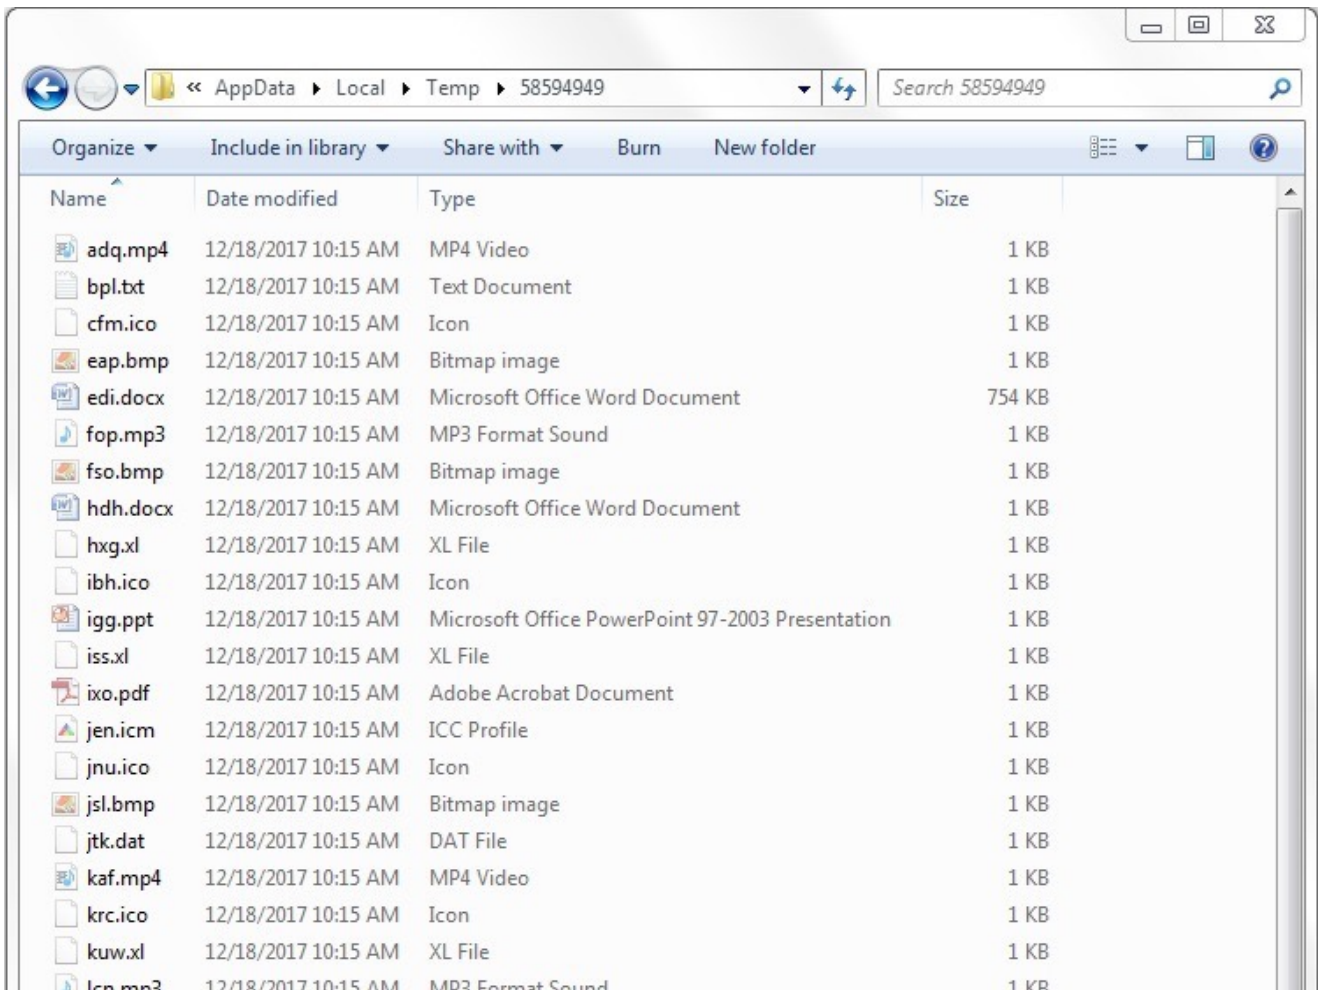 « AppData Local Temp 58594949 Search 58594949
Organize Include in library Share with Burn New folder
Name Date modified Type Size
adq.mp4 12/18/2017 10:15 AM MP4 Video 1 KB
bpl.txt 12/18/2017 10:15 AM Text Document 1 KB
cfm.ico 12/18/2017 10:15 AM Icon 1 KB
eap.bmp 12/18/2017 10:15 AM Bitmap image 1 KB
edi.docx 12/18/2017 10:15 AM Microsoft Office Word Document 754 KB
fop.mp3 12/18/2017 10:15 AM MP3 Format Sound 1 KB
fso.bmp 12/18/2017 10:15 AM Bitmap image 1 KB
hdh.docx 12/18/2017 10:15 AM Microsoft Office Word Document 1 KB
hxg.xl 12/18/2017 10:15 AM XL File 1 KB
ibh.ico 12/18/2017 10:15 AM Icon 1 KB
igg.ppt 12/18/2017 10:15 AM Microsoft Office PowerPoint 97-2003 Presentation 1 KB
iss.xl 12/18/2017 10:15 AM XL File 1 KB
ixo.pdf 12/18/2017 10:15 AM Adobe Acrobat Document 1 KB
jen.icm 12/18/2017 10:15 AM ICC Profile 1 KB
jnu.ico 12/18/2017 10:15 AM Icon 1 KB
jsl.bmp 12/18/2017 10:15 AM Bitmap image 1 KB
jtk.dat 12/18/2017 10:15 AM DAT File 1 KB
kaf.mp4 12/18/2017 10:15 AM MP4 Video 1 KB
krc.ico 12/18/2017 10:15 AM Icon 1 KB
kuw.xl 12/18/2017 10:15 AM XL File 1 KB
12/18/2017 10:15 AM MP3 Format Sound 1 KB